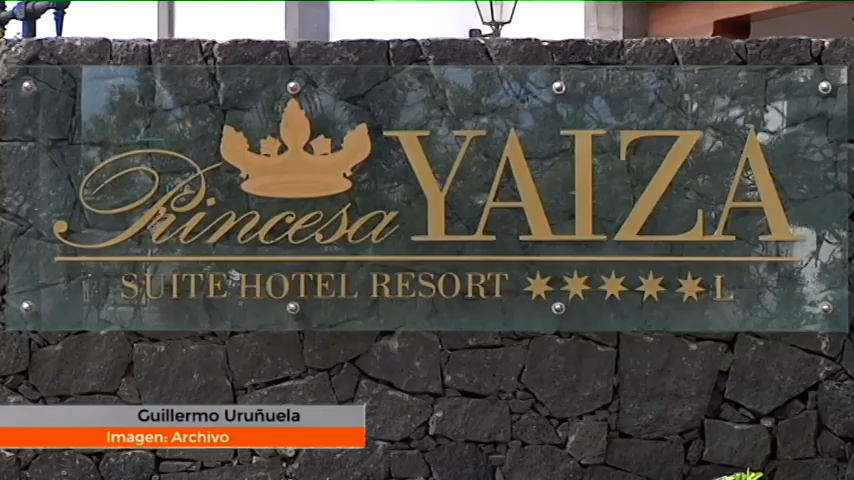 Princesa YAIZA
SUITE HOTEL RESORT ★★★★★ L
Guillermo Uruñuela
Imagen: Archivo